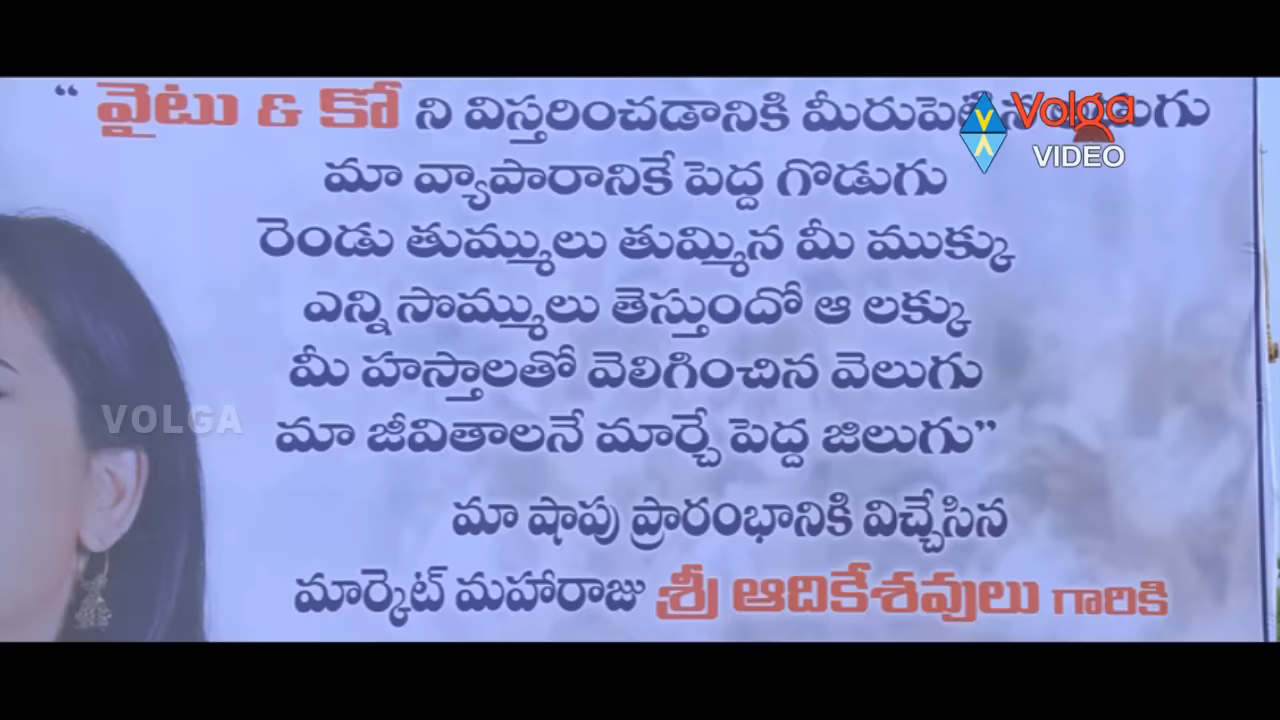 “ వైటు & కో ని విస్తరించడానికి
Volga
VIDEO
మా వ్యాపారానికే పెద్ద గొడుగు
రెండు తుమ్ములు తుమ్మిన మీ ముక్కు
ఎన్ని సొమ్ములు తెస్తుందో ఆ లక్కు
మీ హస్తాలతో వెలిగించిన వెలుగు
VOLGA
మా జీవితాలనే మార్చే పెద్ద జిలుగు”
మా షాపు ప్రారంభానికి విచ్చేసిన
మార్కెట్ మహారాజు శ్రీ ఆదికేశవులు గారికి